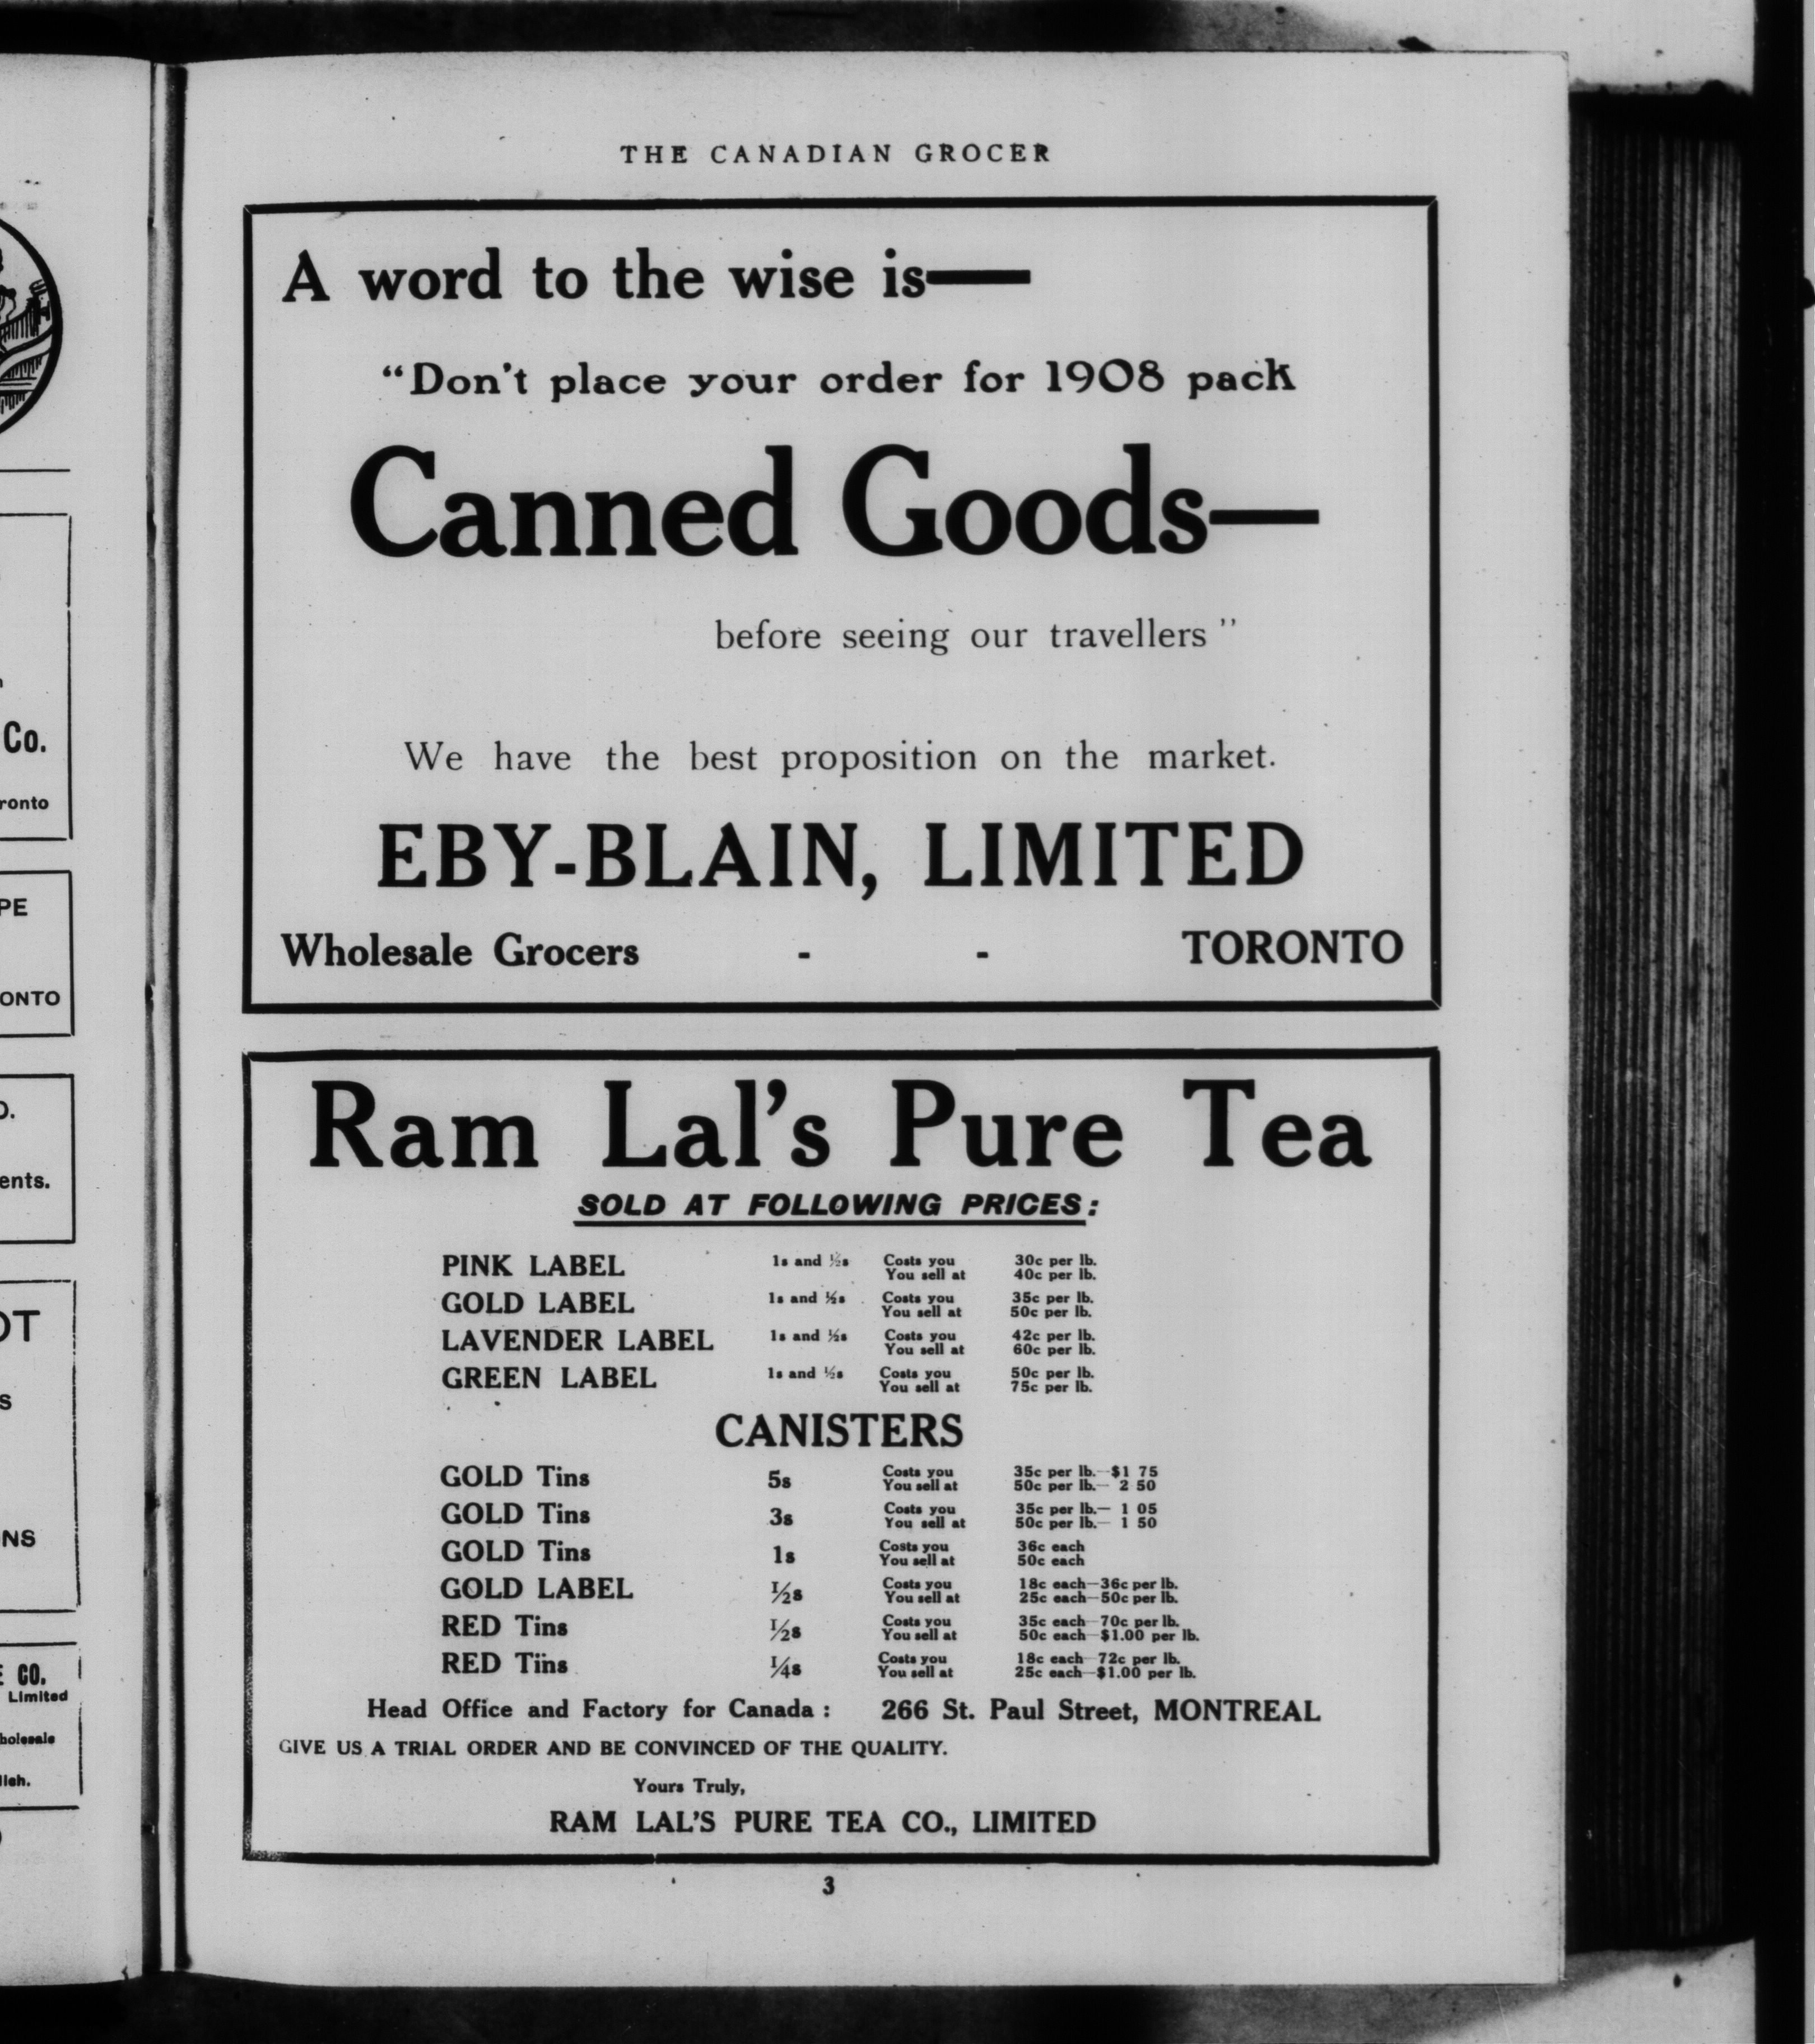 THE CANADIAN GROCER
A word to the wise is—
“Don't place your order for 1908 pack
Canned Goods—
before seeing our travellers”
We have the best proposition on the market.
EBY-BLAIN, LIMITED
Wholesale Grocers - - TORONTO
Ram Lal's Pure Tea
SOLD AT FOLLOWING PRICES:
PINK LABEL 1s and ½s Costs you 30c per lb.
You sell at 40c per lb.
GOLD LABEL 1s and ½s Costs you 35c per lb.
You sell at 50c per lb.
LAVENDER LABEL 1s and ½s Costs you 42c per lb.
You sell at 60c per lb.
GREEN LABEL 1s and ½s Costs you 50c per lb.
You sell at 75c per lb.
CANISTERS
GOLD Tins 5s Costs you 35c per lb.—$1 75
You sell at 50c per lb.— 2 50
GOLD Tins 3s Costs you 35c per lb.— 1 05
You sell at 50c per lb.— 1 50
GOLD Tins 1s Costs you 36c each
You sell at 50c each
GOLD LABEL ½s Costs you 18c each—36c per lb.
You sell at 25c each—50c per lb.
RED Tins ½s Costs you 35c each—70c per lb.
You sell at 50c each—$1.00 per lb.
RED Tins ¼s Costs you 18c each—72c per lb.
You sell at 25c each—$1.00 per lb.
Head Office and Factory for Canada : 266 St. Paul Street, MONTREAL
GIVE US A TRIAL ORDER AND BE CONVINCED OF THE QUALITY.
Yours Truly,
RAM LAL'S PURE TEA CO., LIMITED
3
Co.
ronto
PE
ONTO
ents.
OT
NS
CO.
Limited
holesale